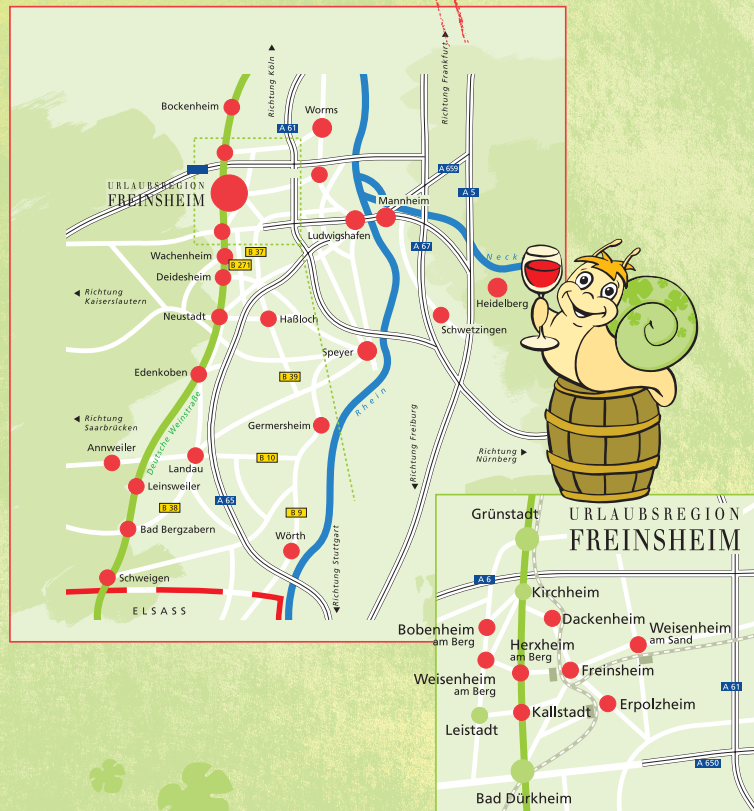 Richtung Köln
Richtung Frankfurt
Bockenheim
Worms
A 61
A 659
URLAUBSREGION
FREINSHEIM
A 5
Mannheim
Ludwigshafen
A 67
Wachenheim
B 37
B 271
Neck
Deidesheim
Richtung
Kaiserslautern
Heidelberg
Neustadt
Haßloch
Schwetzingen
Speyer
Edenkoben
B 39
Rhein
Deutsche Weinstraße
Richtung
Saarbrücken
Germersheim
Richtung Freiburg
Annweiler
Landau
B 10
Richtung
Nürnberg
Leinsweiler
A 65
B 38
B 9
Bad Bergzabern
Wörth
Richtung Stuttgart
Schweigen
ELSASS
Grünstadt
URLAUBSREGION
FREINSHEIM
A 6
Kirchheim
Dackenheim
Bobenheim
am Berg
Weisenheim
am Sand
Herxheim
am Berg
Weisenheim
am Berg
Freinsheim
A 61
Kallstadt
Erpolzheim
Leistadt
A 650
Bad Dürkheim